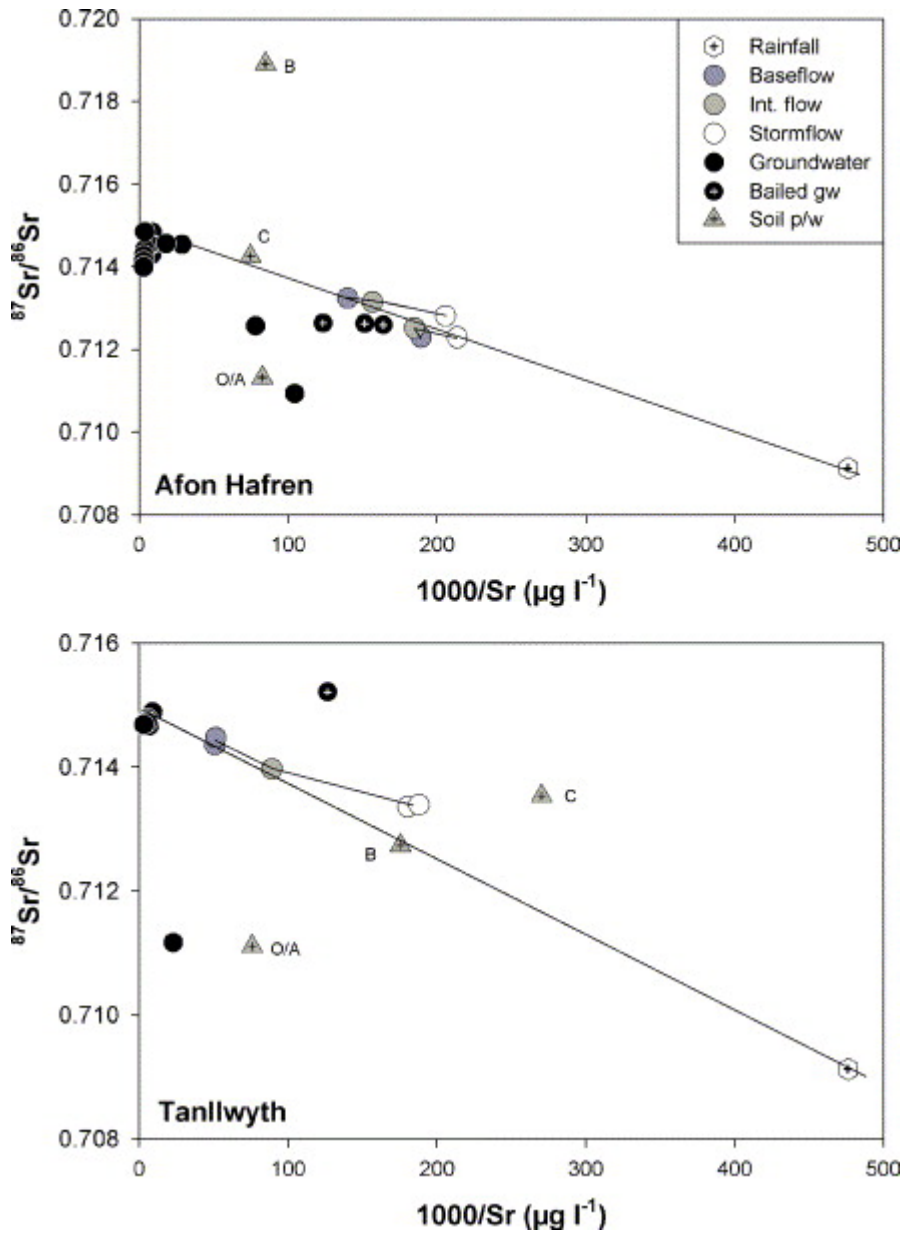 0.720
0.718
0.716
0.714
0.712
0.710
0.708
87Sr/86Sr
B
C
O/A
Rainfall
Baseflow
Int. flow
Stormflow
Groundwater
Bailed gw
Soil p/w
Afon Hafren
0 100 200 300 400 500
1000/Sr (µg l-1)
0.716
0.714
0.712
0.710
0.708
87Sr/86Sr
C
B
O/A
Tanllwyth
0 100 200 300 400 500
1000/Sr (µg l-1)